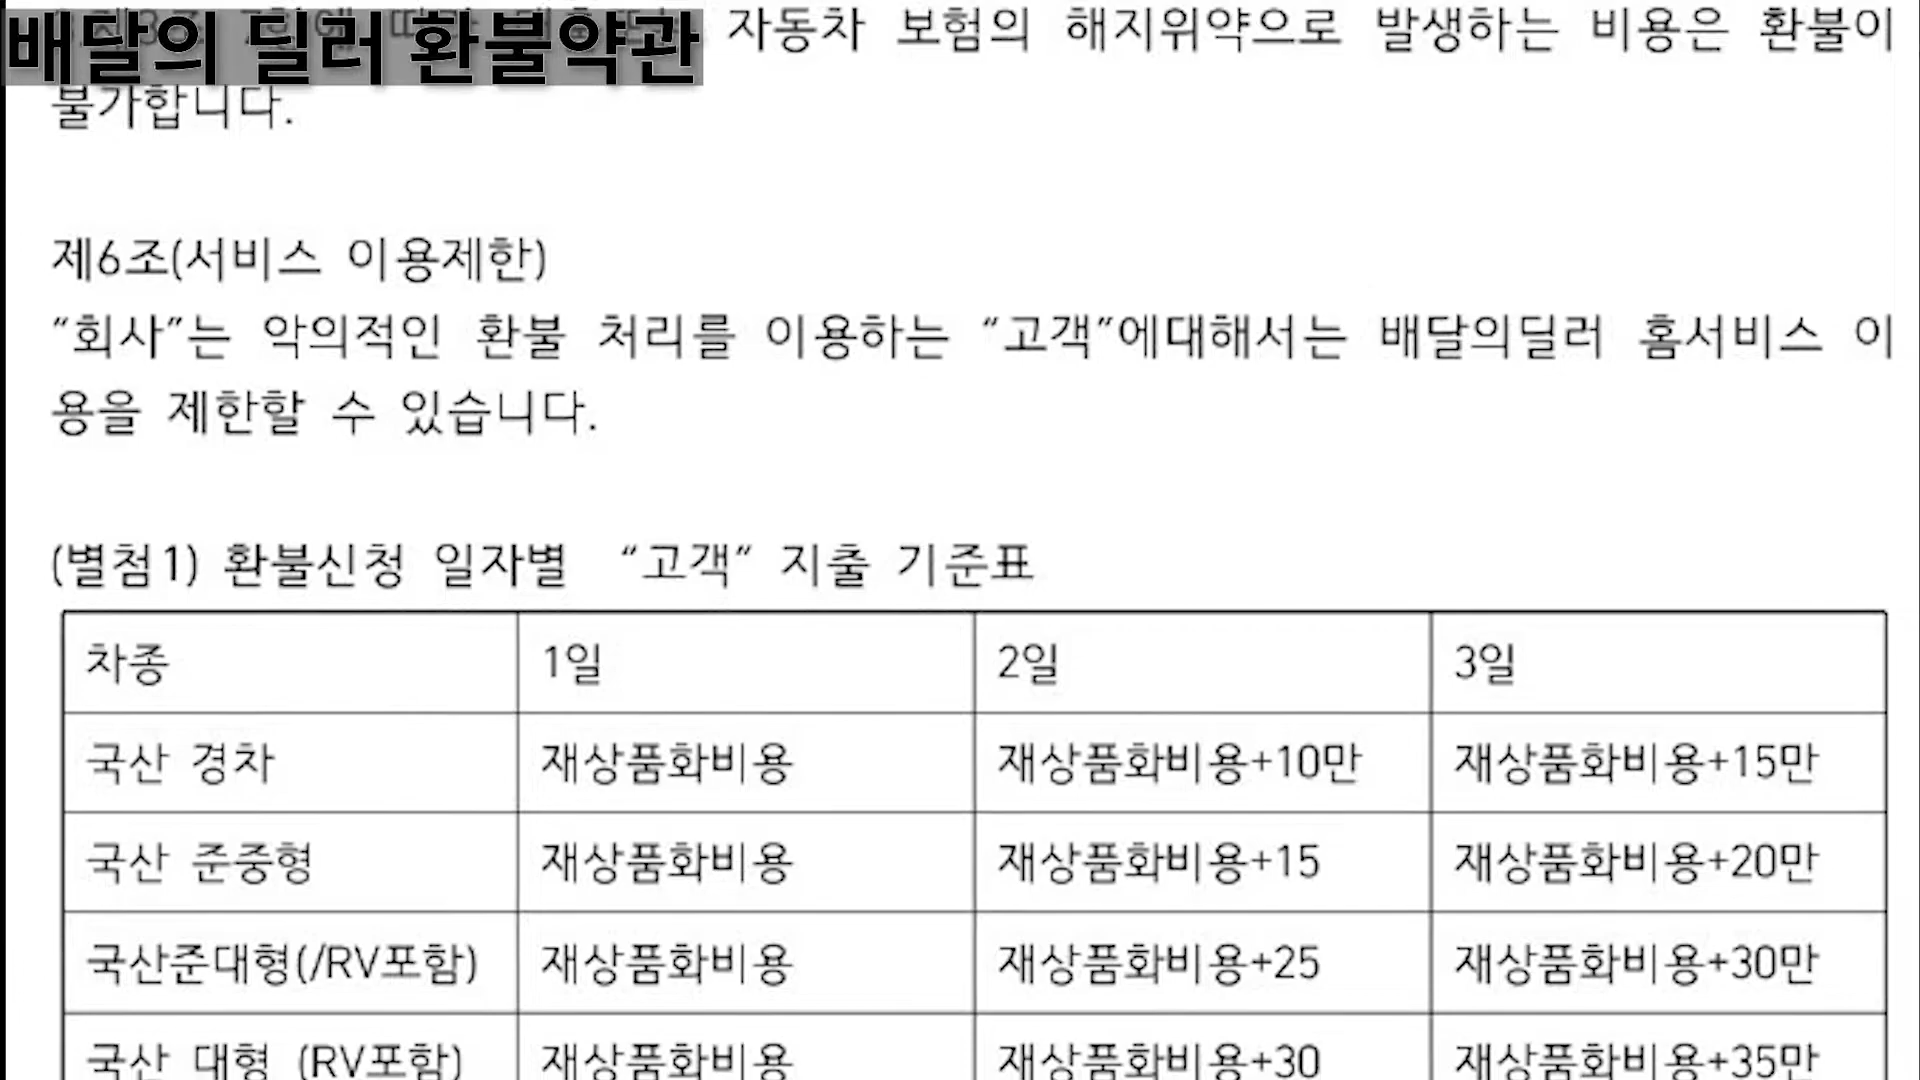 배달의 딜러 환불약관
자동차 보험의 해지위약으로 발생하는 비용은 환불이
불가합니다.
제6조(서비스 이용제한)
"회사"는 악의적인 환불 처리를 이용하는 "고객"에대해서는 배달의딜러 홈서비스 이
용을 제한할 수 있습니다.
(별첨1) 환불신청 일자별 "고객" 지출 기준표
차종 1일 2일 3일
국산 경차 재상품화비용 재상품화비용+10만 재상품화비용+15만
국산 준중형 재상품화비용 재상품화비용+15 재상품화비용+20만
국산준대형(/RV포함) 재상품화비용 재상품화비용+25 재상품화비용+30만
국산 대형 (RV포함) 재상품화비용 재상품화비용+30 재상품화비용+35만